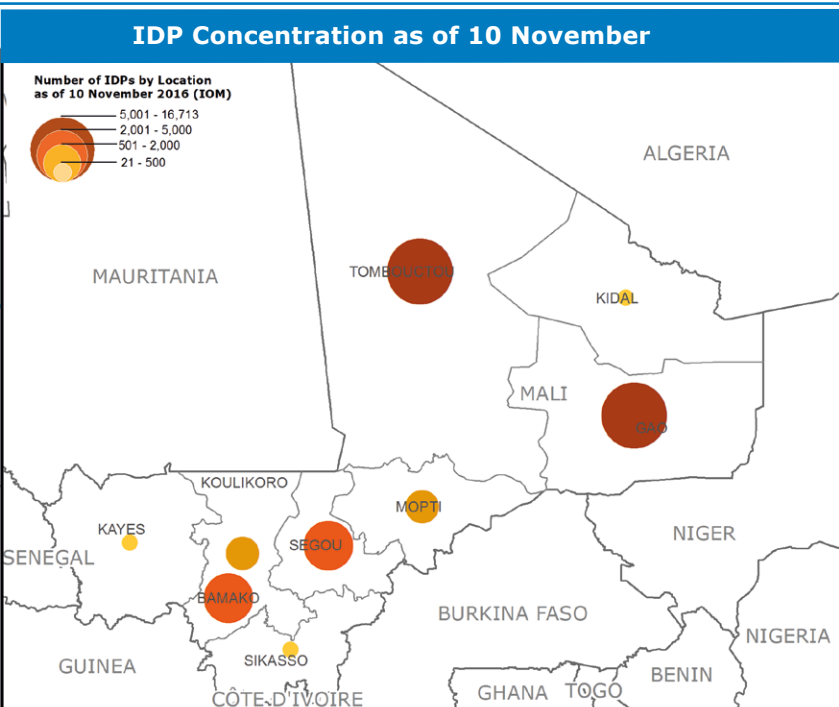 IDP Concentration as of 10 November
Number of IDPs by Location
as of 10 November 2016 (IOM)
5,001 - 16,713
2,001 - 5,000
501 - 2,000
21 - 500
ALGERIA
MAURITANIA
TOMBOUCTOU
KIDAL
MALI
GAO
KOULIKORO
MOPTI
KAYES
SEGOU
NIGER
SENEGAL
BAMAKO
BURKINA FASO
NIGERIA
SIKASSO
GUINEA
BENIN
CÔTE D'IVOIRE
GHANA
TOGO